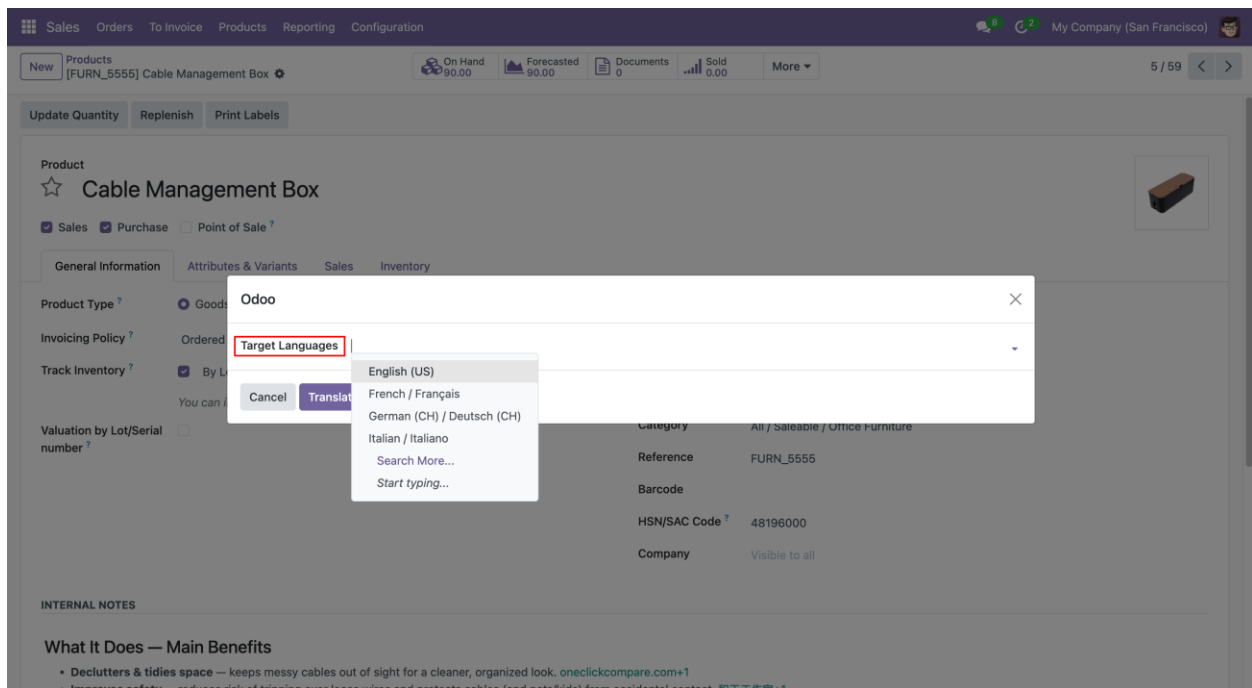 Sales Orders To Invoice Products Reporting Configuration 8 2 My Company (San Francisco)
New Products
[FURN_5555] Cable Management Box
On Hand 90.00
Forecasted 90.00
Documents 0
Sold 0.00
More
5 / 59
Update Quantity Replenish Print Labels
Product
Cable Management Box
Sales Purchase Point of Sale ?
General Information Attributes & Variants Sales Inventory
Product Type ? Goods
Odoo
Invoicing Policy ? Ordered
Target Languages
Track Inventory ? By
English (US)
French / Français
German (CH) / Deutsch (CH)
Italian / Italiano
Search More...
Start typing...
You can
Cancel
Valuation by Lot/Serial number ?
Category All / Saleable / Office Furniture
Reference FURN_5555
Barcode
HSN/SAC Code ? 48196000
Company Visible to all
INTERNAL NOTES
What It Does — Main Benefits
• Declutters & tidies space — keeps messy cables out of sight for a cleaner, organized look. oneclickcompare.com+1